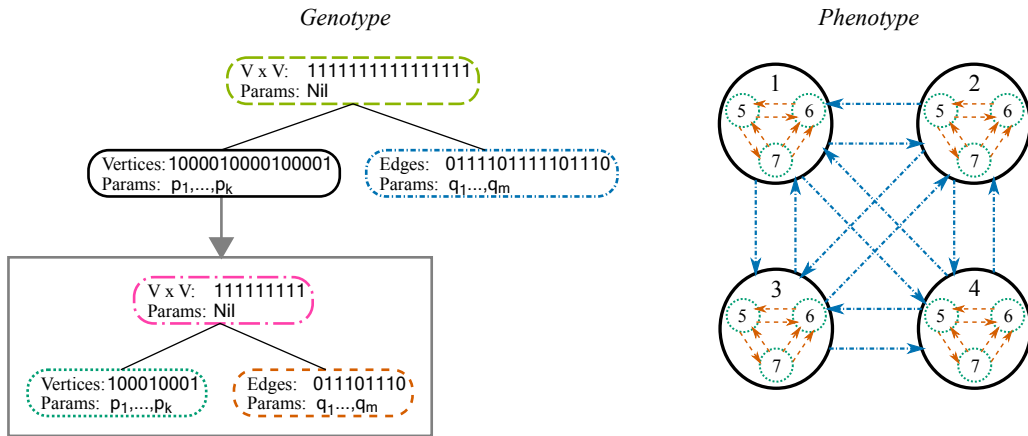 Genotype
Phenotype
V x V: 1111111111111111
Params: Nil
Vertices: 1000010000100001
Params: p1,...,pk
Edges: 0111101111101110
Params: q1...,qm
V x V: 111111111
Params: Nil
Vertices: 100010001
Params: p1,...,pk
Edges: 011101110
Params: q1...,qm
1
5 6
7
2
5 6
7
3
5 6
7
4
5 6
7